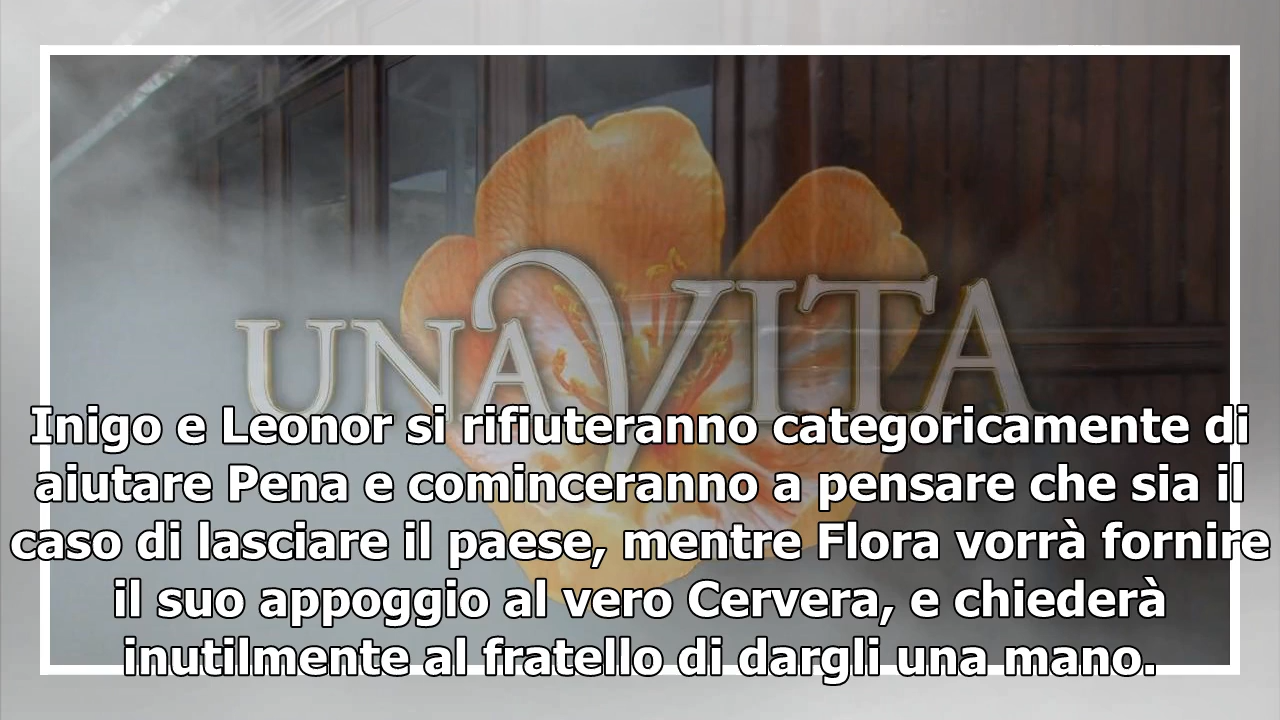 UNA VITA
Inigo e Leonor si rifiuteranno categoricamente di
aiutare Pena e cominceranno a pensare che sia il
caso di lasciare il paese, mentre Flora vorrà fornire
il suo appoggio al vero Cervera, e chiederà
inutilmente al fratello di dargli una mano.